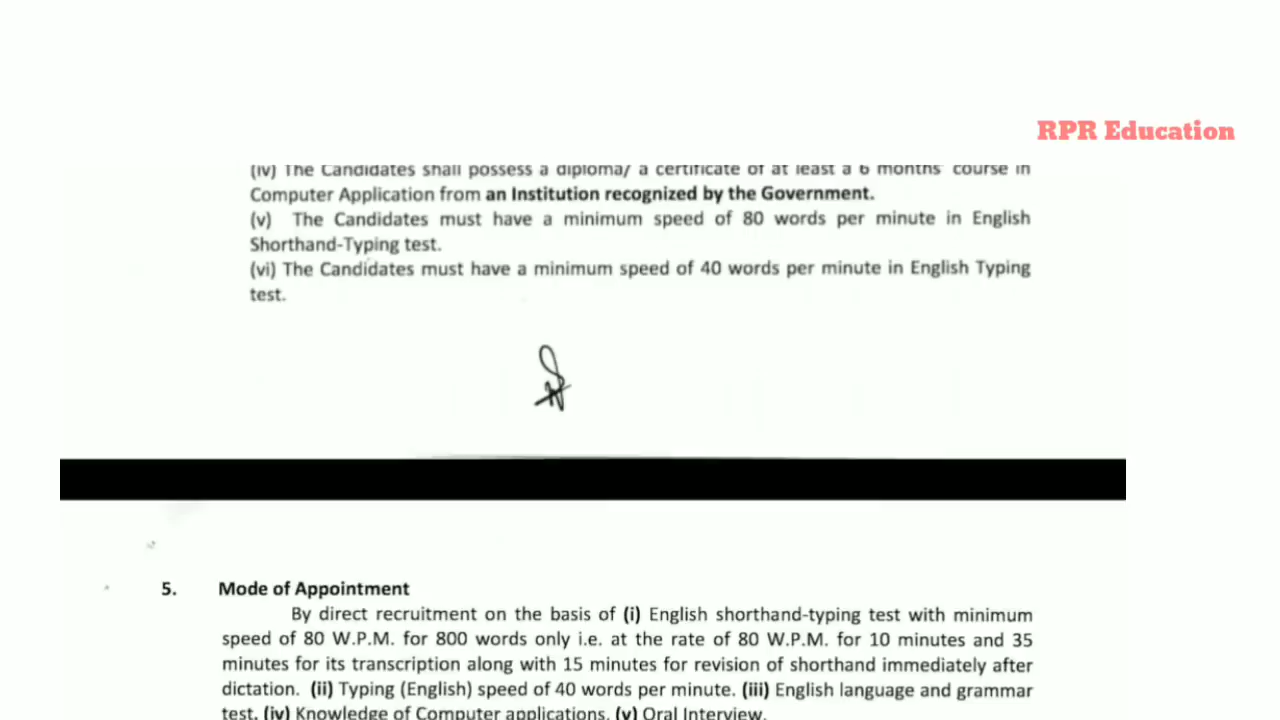 RPR Education
(iv) The Candidates shall possess a diploma/ a certificate of at least a 6 months' course in
Computer Application from an Institution recognized by the Government.
(v) The Candidates must have a minimum speed of 80 words per minute in English
Shorthand-Typing test.
(vi) The Candidates must have a minimum speed of 40 words per minute in English Typing
test.
5. Mode of Appointment
By direct recruitment on the basis of (i) English shorthand-typing test with minimum
speed of 80 W.P.M. for 800 words only i.e. at the rate of 80 W.P.M. for 10 minutes and 35
minutes for its transcription along with 15 minutes for revision of shorthand immediately after
dictation. (ii) Typing (English) speed of 40 words per minute. (iii) English language and grammar
test. (iv) Knowledge of Computer applications. (v) Oral Interview.